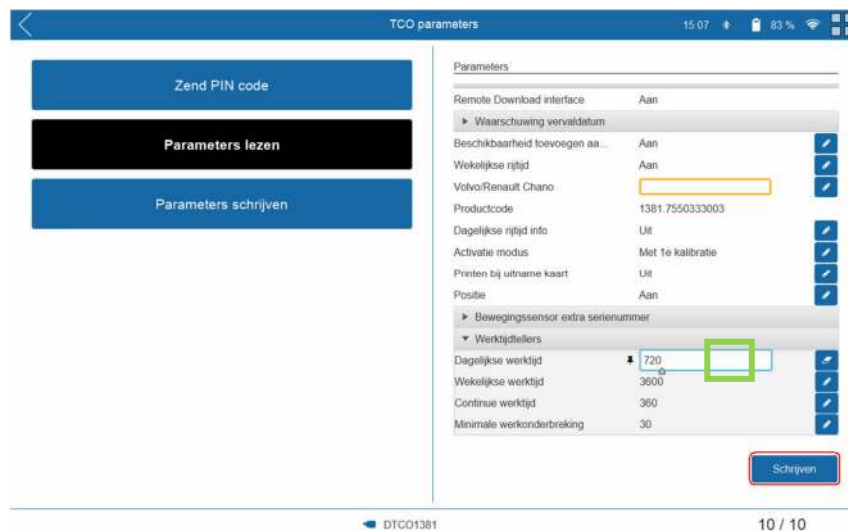 TCO parameters
15:07
83 %
Zend PIN code
Parameters lezen
Parameters schrijven
Parameters
Remote Download interface Aan
Waarschuwing vervaldatum
Beschikbaarheid toevoegen aa... Aan
Wekelijkse rijtijd Aan
Volvo/Renault Chano
Productcode 1381.7550333003
Dagelijkse rijtijd info Uit
Activatie modus Met 1e kalibratie
Printen bij uitname kaart Uit
Positie Aan
Bewegingssensor extra serienummer
Werktijdtellers
Dagelijkse werktijd 720
Wekelijkse werktijd 3600
Continue werktijd 360
Minimale werkonderbreking 30
Schrijven
DTCO1381
10 / 10